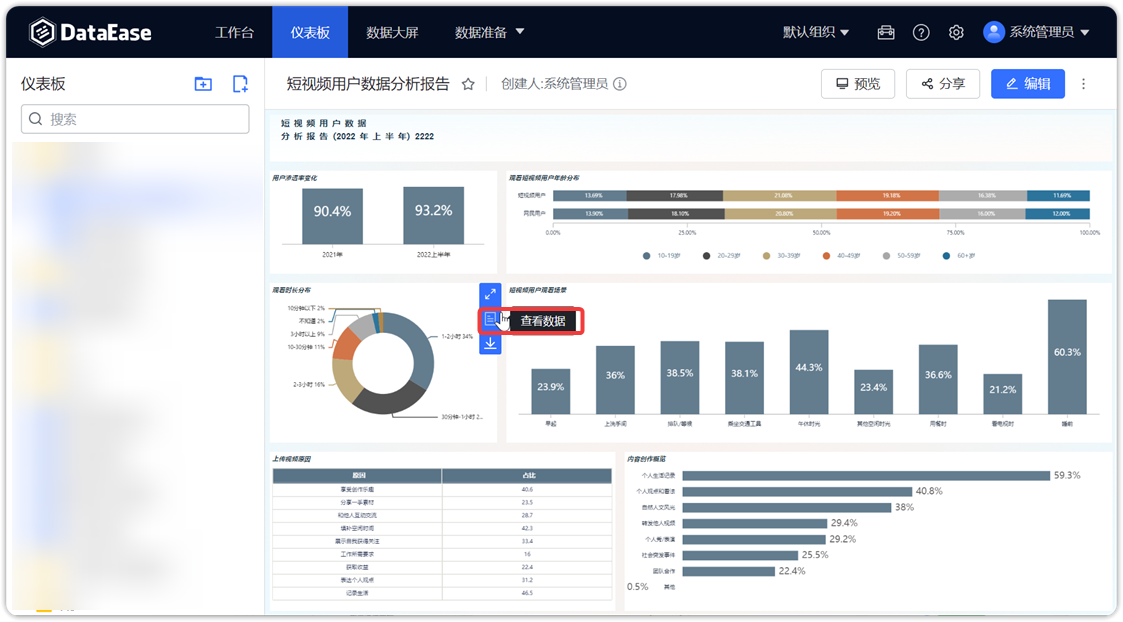 DataEase
工作台
仪表板
数据大屏
数据准备
默认组织
系统管理员
仪表板
搜索
短视频用户数据分析报告
创建人:系统管理员
预览
分享
编辑
短 视 频 用 户 数 据
分 析 报 告 (2022 年 上 半 年) 2222
用户渗透率变化
90.4%
93.2%
2021年
2022上半年
观看短视频用户年龄分布
短视频用户
13.69%
17.98%
21.06%
19.18%
16.38%
11.69%
网民用户
13.90%
18.10%
20.80%
19.20%
16.00%
12.00%
0.00%
25.00%
50.00%
75.00%
100.00%
10-19岁
20-29岁
30-39岁
40-49岁
50-59岁
60+岁
观看时长分布
10分钟以下 2%
不知道 2%
3小时以上 9%
10-30分钟 11%
2-3小时 16%
1-2小时 34%
30分钟-1小时 2...
查看数据
短视频用户观看场景
23.9%
36%
38.5%
38.1%
44.3%
23.4%
36.6%
21.2%
60.3%
早起
上洗手间
排队/等候
乘坐交通工具
午休时光
其他空闲时光
用餐时
看电视时
睡前
上传视频原因
原因
占比
享受创作乐趣
40.6
分享一手素材
23.5
和他人互动交流
28.7
填补空闲时间
42.3
展示自我获得关注
33.4
工作所需要求
16
获取收益
22.4
表达个人观点
31.2
记录生活
46.5
内容创作概览
个人生活记录
59.3%
个人观点和看法
40.8%
自然人文风光
38%
转发他人视频
29.4%
个人秀/表演
29.2%
社会突发事件
25.5%
团队合作
22.4%
0.5%
其他